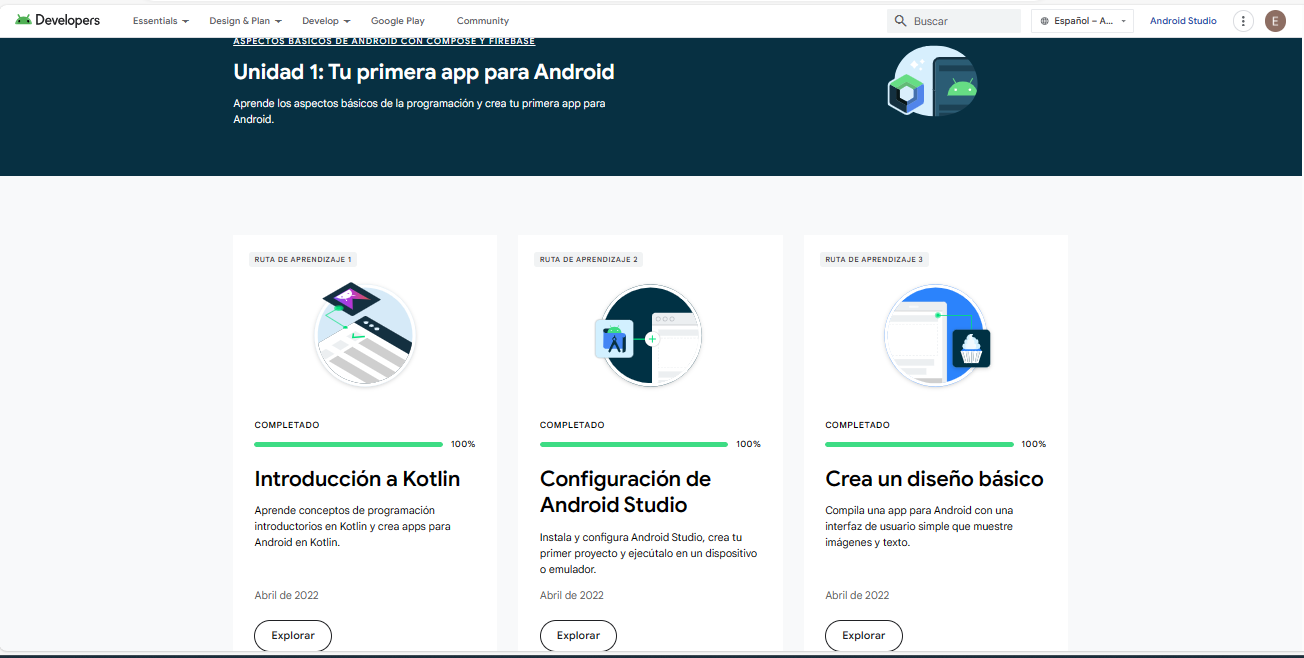 Developers
Essentials
Design & Plan
Develop
Google Play
Community
Buscar
Español – A...
Android Studio
E
ASPECTOS BÁSICOS DE ANDROID CON COMPOSE Y FIREBASE
Unidad 1: Tu primera app para Android
Aprende los aspectos básicos de la programación y crea tu primera app para
Android.
RUTA DE APRENDIZAJE 1
COMPLETADO
100%
Introducción a Kotlin
Aprende conceptos de programación
introductorios en Kotlin y crea apps para
Android en Kotlin.
Abril de 2022
Explorar
RUTA DE APRENDIZAJE 2
COMPLETADO
100%
Configuración de
Android Studio
Instala y configura Android Studio, crea tu
primer proyecto y ejecútalo en un dispositivo
o emulador.
Abril de 2022
Explorar
RUTA DE APRENDIZAJE 3
COMPLETADO
100%
Crea un diseño básico
Compila una app para Android con una
interfaz de usuario simple que muestre
imágenes y texto.
Abril de 2022
Explorar